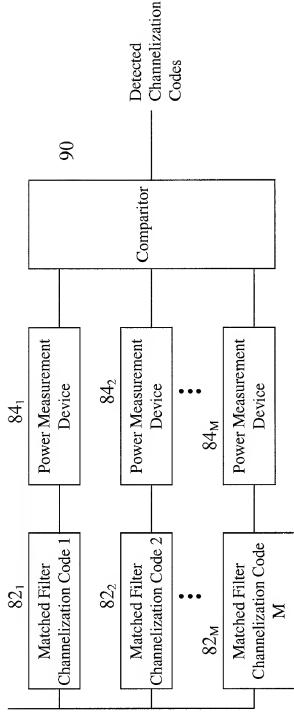 82₁
Matched Filter
Channelization Code 1
82₂
Matched Filter
Channelization Code 2
82ₘ
Matched Filter
Channelization Code
M
84₁
Power Measurement
Device
84₂
Power Measurement
Device
84ₘ
Power Measurement
Device
90
Comparitor
Detected
Channelization
Codes